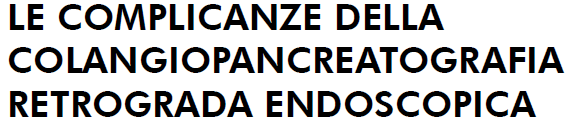 LE COMPLICANZE DELLA
COLANGIOPANCREATOGRAFIA
RETROGRADA ENDOSCOPICA